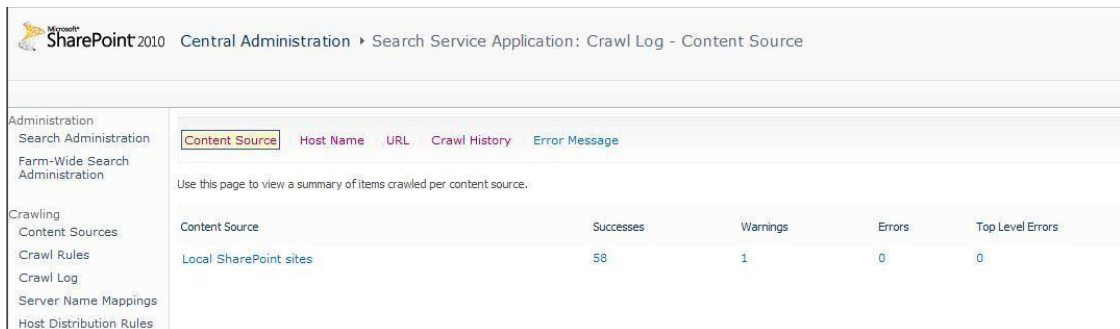 Microsoft®
SharePoint® 2010 Central Administration ▸ Search Service Application: Crawl Log - Content Source
Administration
Search Administration
Farm-Wide Search
Administration
Crawling
Content Sources
Crawl Rules
Crawl Log
Server Name Mappings
Host Distribution Rules
Content Source Host Name URL Crawl History Error Message
Use this page to view a summary of items crawled per content source.
Content Source Successes Warnings Errors Top Level Errors
Local SharePoint sites 58 1 0 0